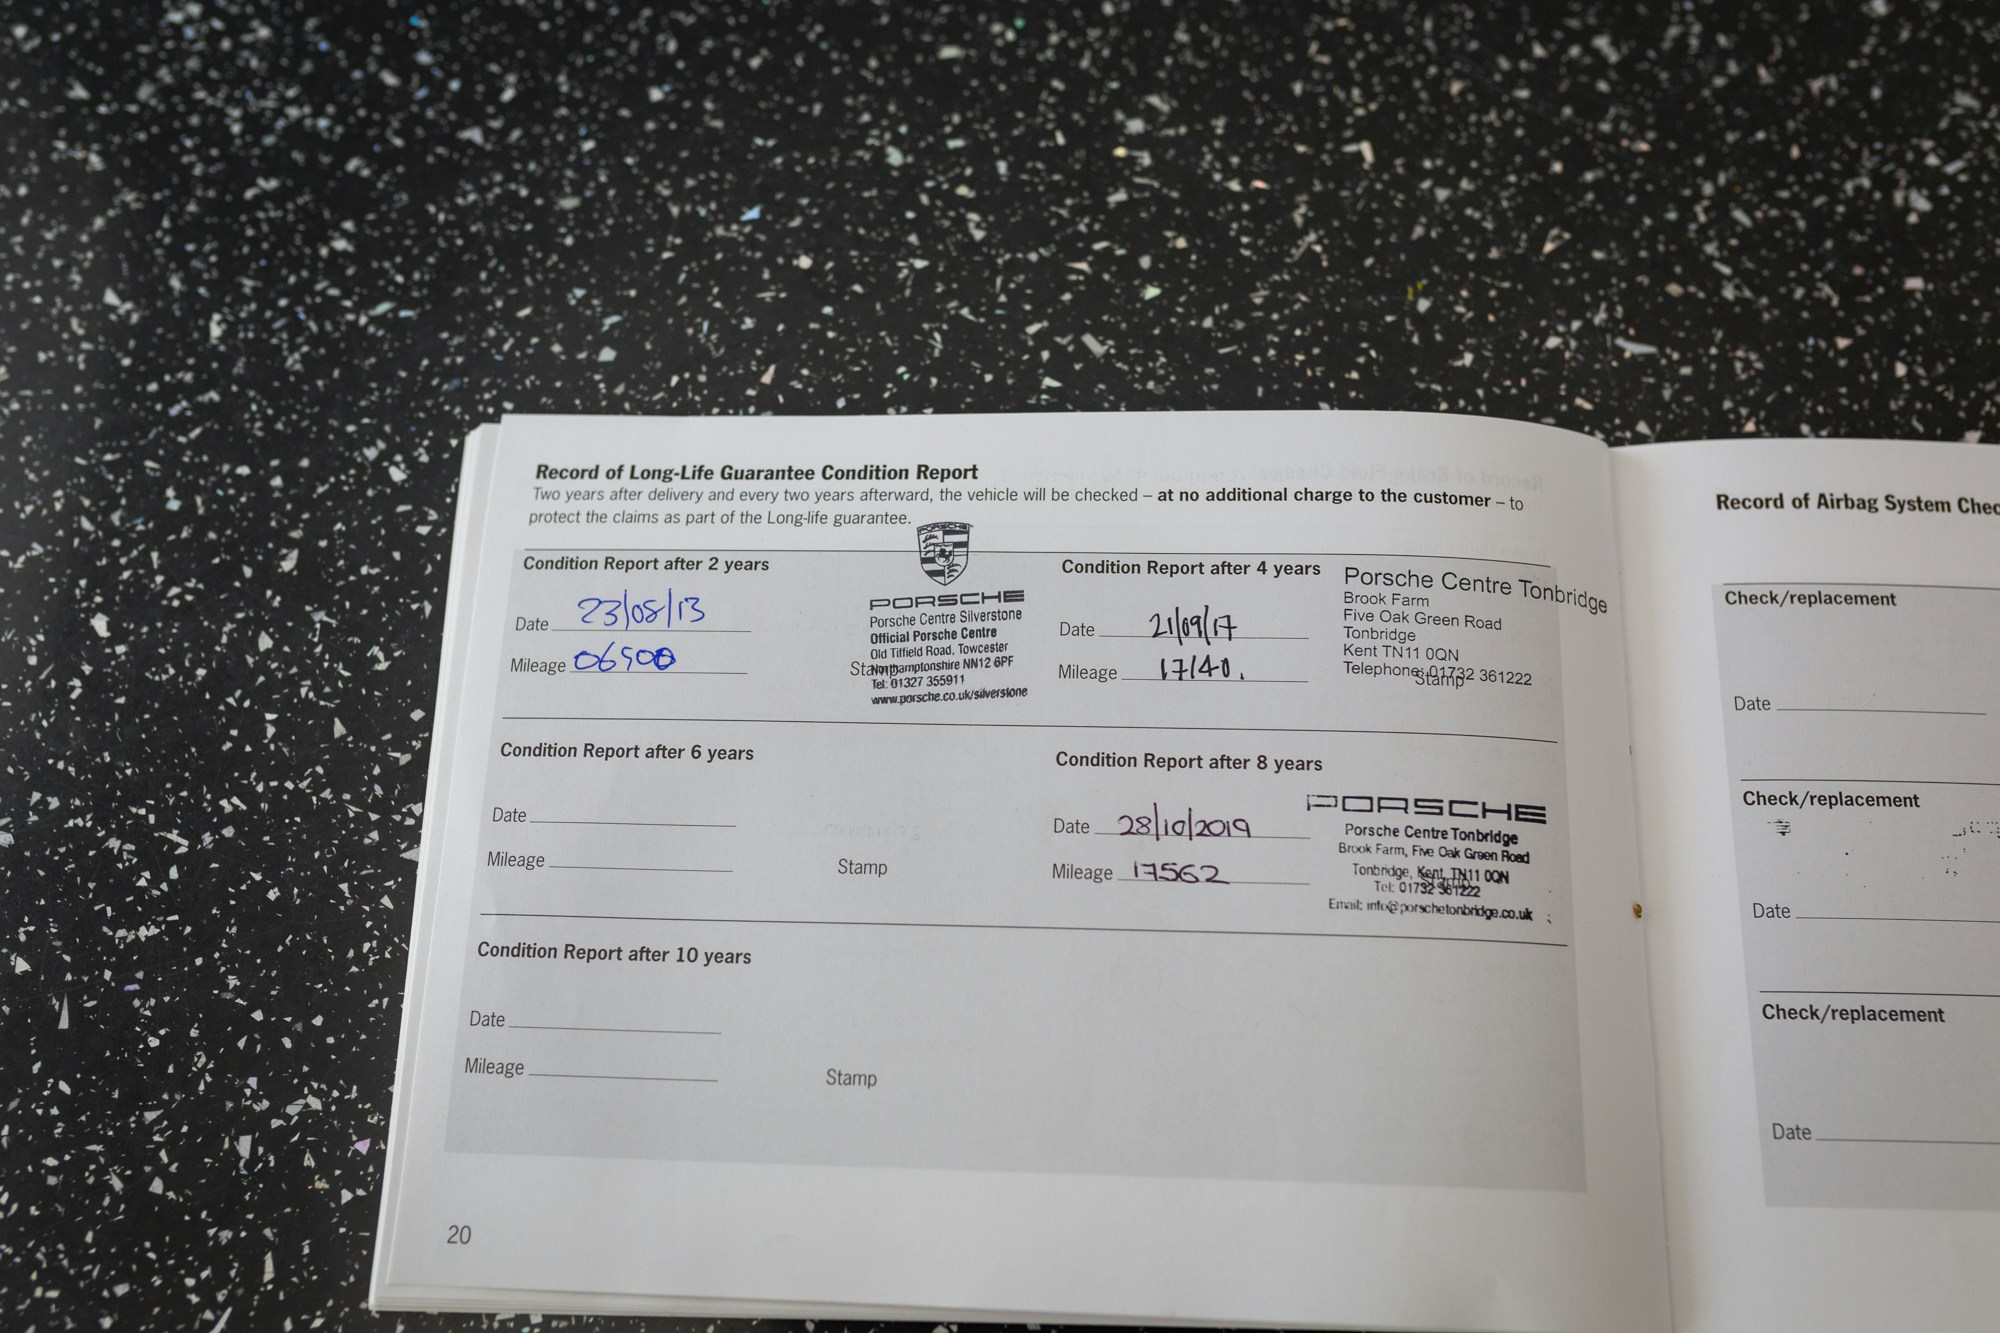 Record of Long-Life Guarantee Condition Report
Two years after delivery and every two years afterward, the vehicle will be checked – at no additional charge to the customer – to
protect the claims as part of the Long-life guarantee.
Condition Report after 2 years
Date 23/08/13
Mileage 06500
Stamp
PORSCHE
PORSCHE
Porsche Centre Silverstone
Official Porsche Centre
Old Tiffield Road, Towcester
Northamptonshire NN12 6PF
Tel: 01327 355911
www.porsche.co.uk/silverstone
Condition Report after 4 years
Date 21/09/17
Mileage 17140.
Stamp
Porsche Centre Tonbridge
Brook Farm
Five Oak Green Road
Tonbridge
Kent TN11 0QN
Telephone: 01732 361222
Condition Report after 6 years
Date
Mileage
Stamp
Condition Report after 8 years
Date 28/10/2019
Mileage 17562
Stamp
PORSCHE
Porsche Centre Tonbridge
Brook Farm, Five Oak Green Road
Tonbridge, Kent, TN11 0QN
Tel: 01732 361222
Email: info@porschetonbridge.co.uk
Condition Report after 10 years
Date
Mileage
Stamp
20
Record of Airbag System Chec
Check/replacement
Date
Check/replacement
Date
Check/replacement
Date